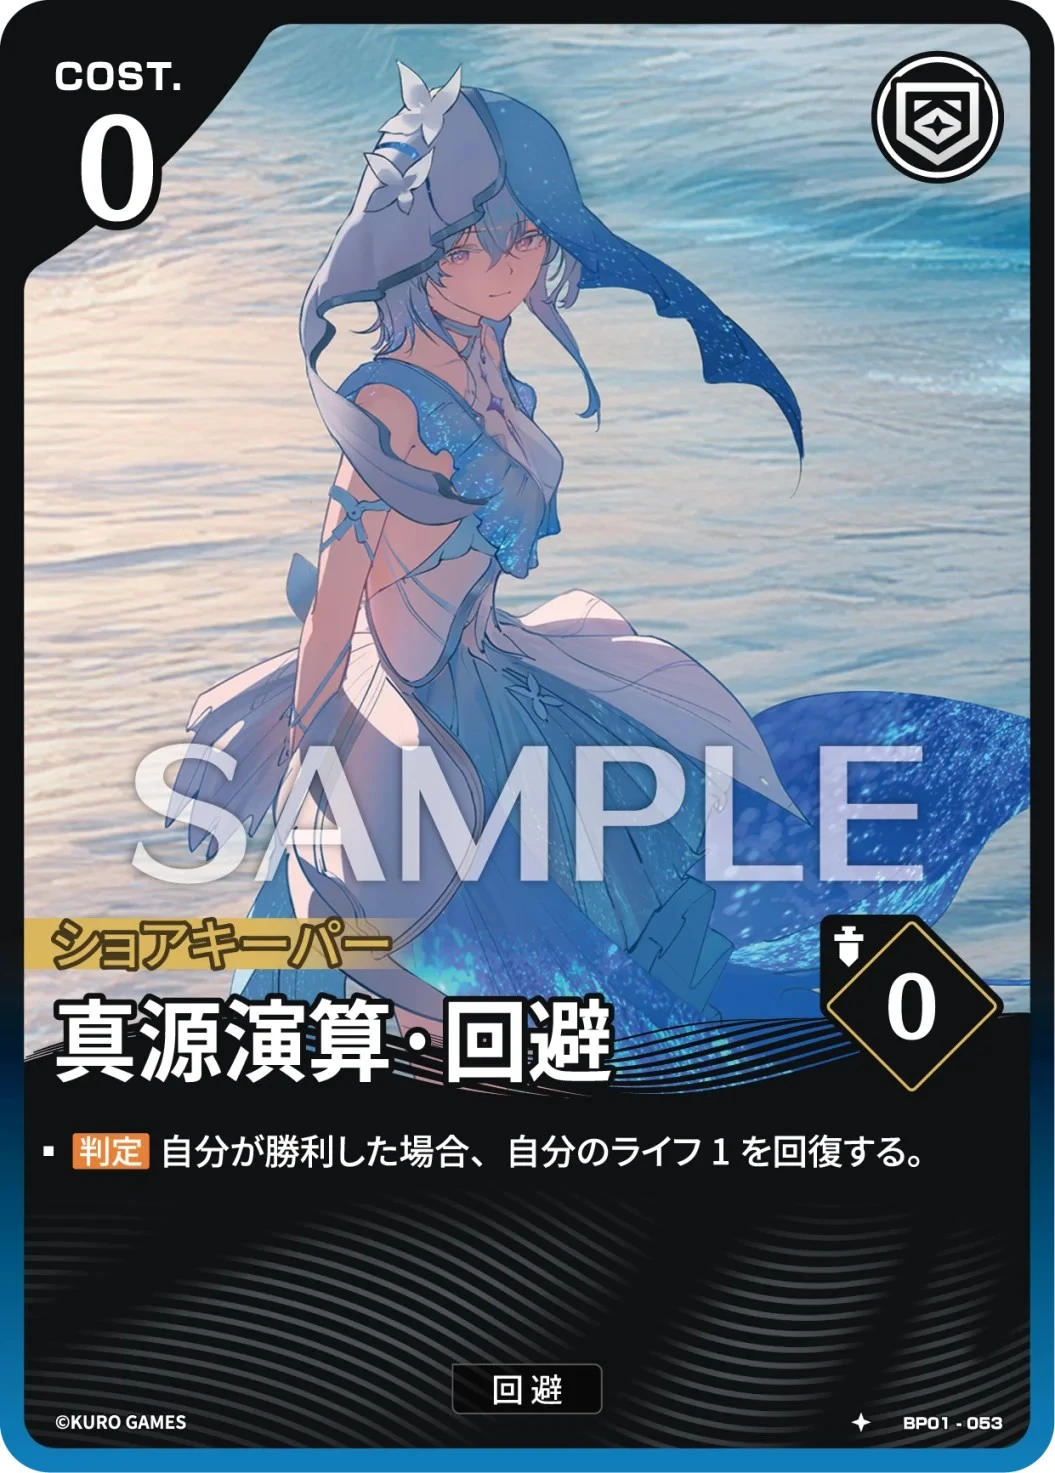 COST.
0
SAMPLE
ショアキーパー
0
真源演算・回避
▪ 判定 自分が勝利した場合、自分のライフ1を回復する。
回避
©KURO GAMES
BP01 - 053